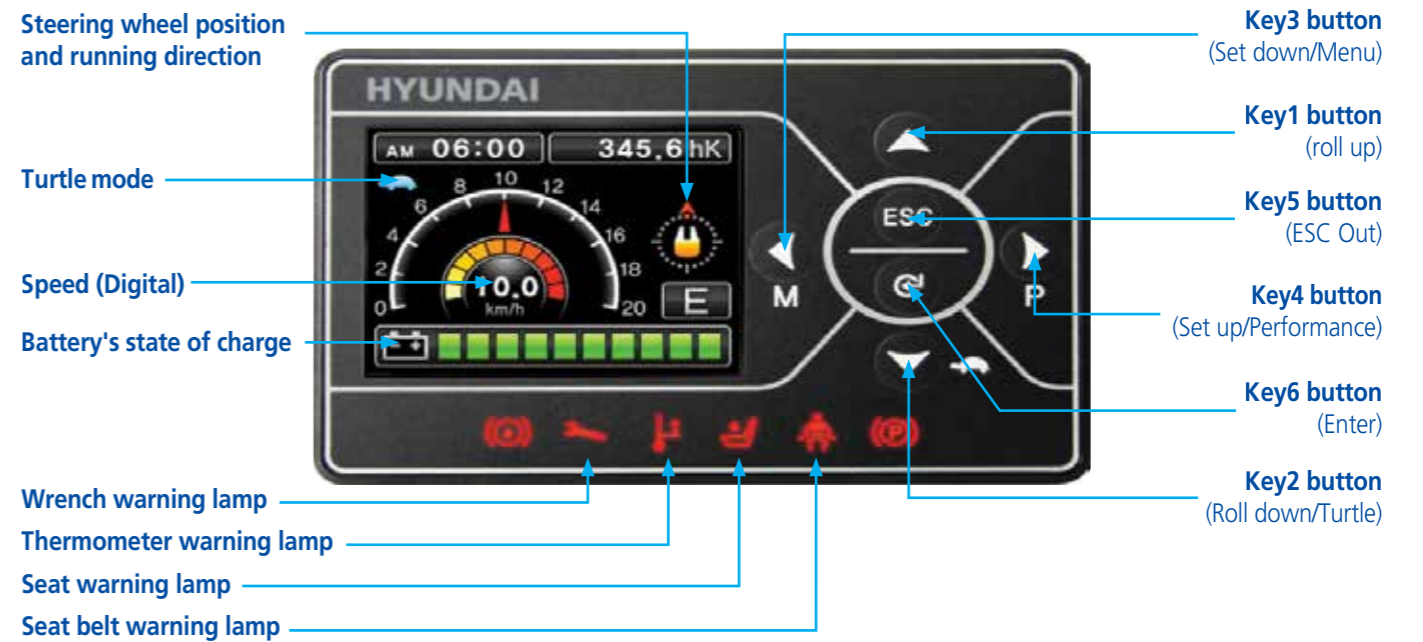 Steering wheel position
and running direction
Turtle mode
Speed (Digital)
Battery's state of charge
Wrench warning lamp
Thermometer warning lamp
Seat warning lamp
Seat belt warning lamp
HYUNDAI
AM 06:00
345.6 hK
0
2
4
6
8
10
12
14
16
18
20
10.0
km/h
E
M
ESC
P
(P)
Key3 button
(Set down/Menu)
Key1 button
(roll up)
Key5 button
(ESC Out)
Key4 button
(Set up/Performance)
Key6 button
(Enter)
Key2 button
(Roll down/Turtle)